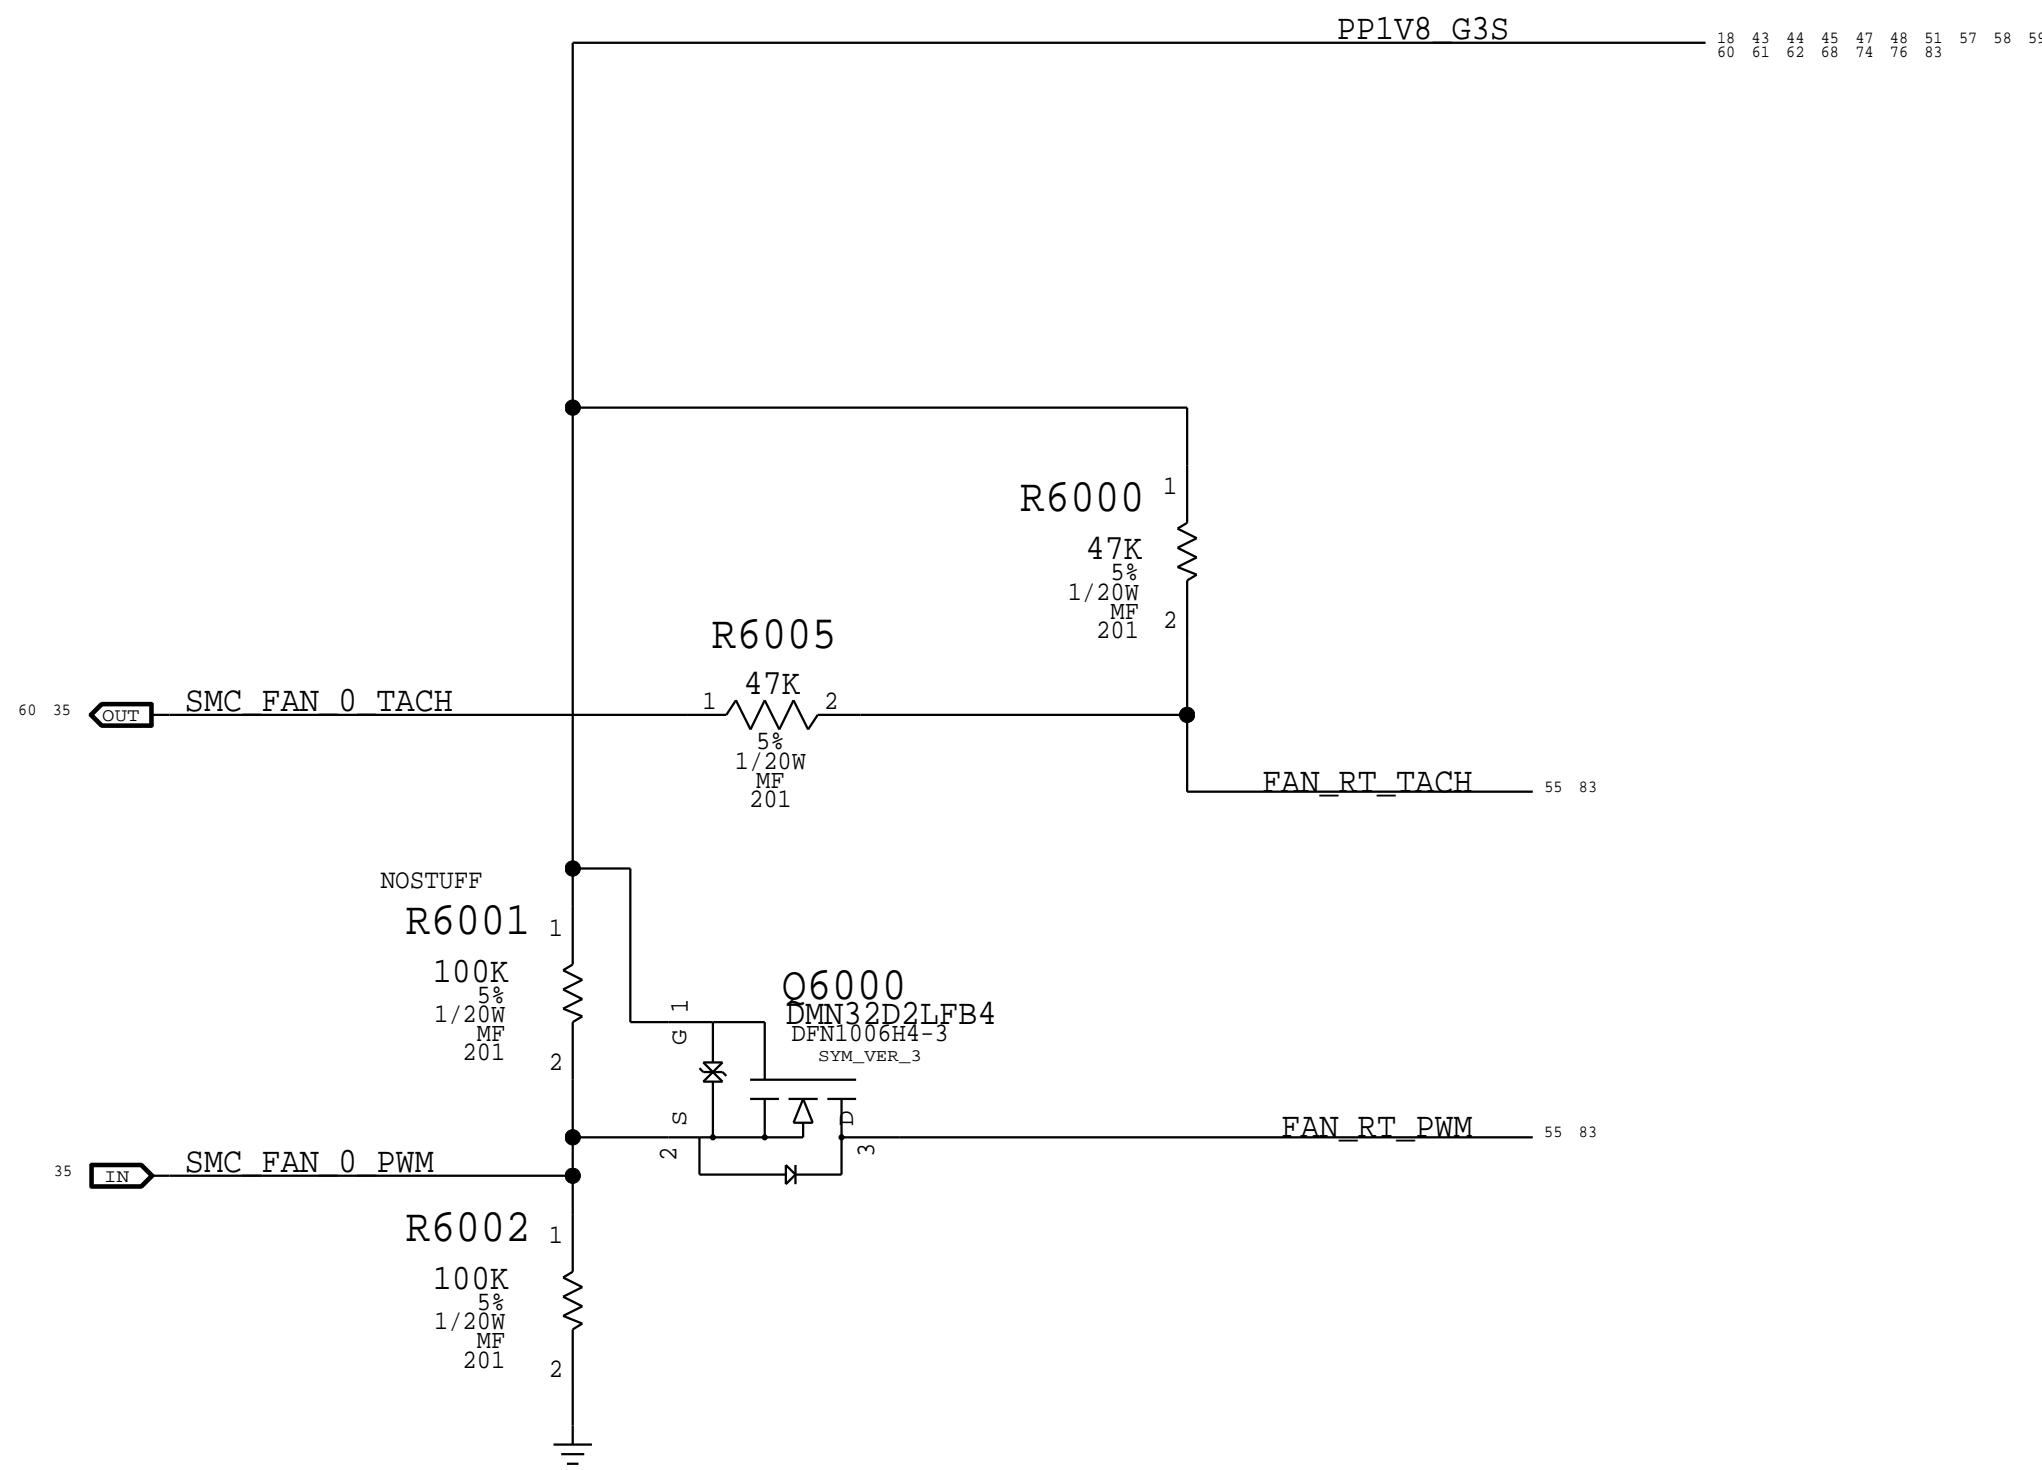 PP1V8_G3S
18 43 44 45 47 48 51 57 58 59
60 61 62 68 74 76 83
R6000
1
47K
5%
1/20W
MF
201
2
R6005
47K
1
2
5%
1/20W
MF
201
60 35
OUT
SMC_FAN_0_TACH
FAN_RT_TACH
55 83
NOSTUFF
R6001
1
100K
5%
1/20W
MF
201
2
Q6000
DMN32D2LFB4
DFN1006H4-3
SYM_VER_3
1
G
S
2
D
3
FAN_RT_PWM
55 83
35
IN
SMC_FAN_0_PWM
R6002
1
100K
5%
1/20W
MF
201
2